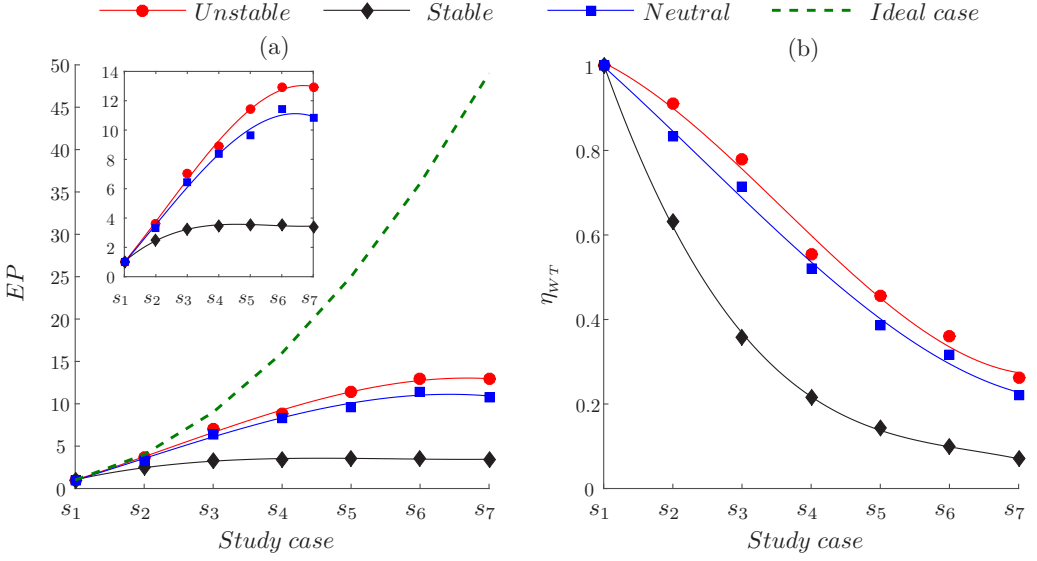 Unstable Stable Neutral Ideal case
(a)
50
45
40
35
30
25
20
15
10
5
0
EP
s1 s2 s3 s4 s5 s6 s7
Study case
14
12
10
8
6
4
2
0
s1 s2 s3 s4 s5 s6 s7
(b)
1
0.8
0.6
0.4
0.2
0
ηWT
s1 s2 s3 s4 s5 s6 s7
Study case